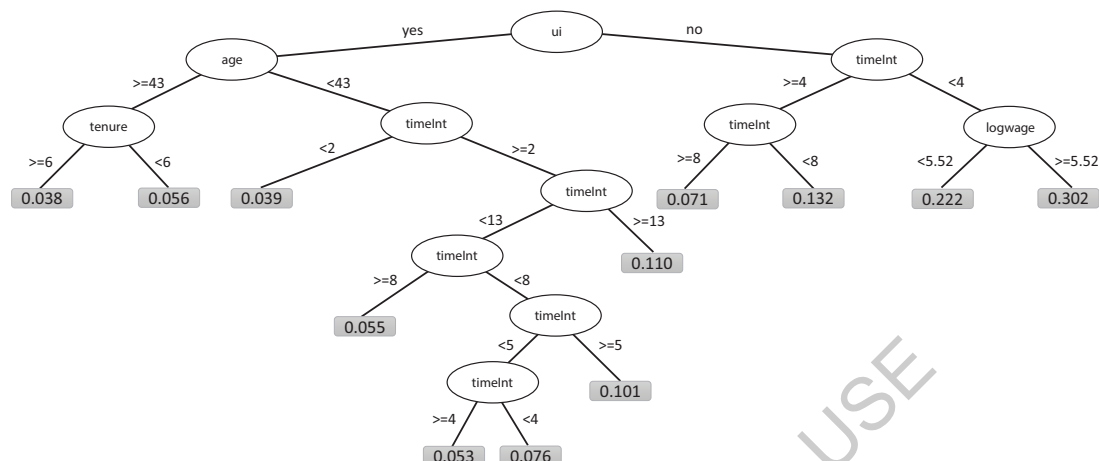 ui
yes
no
age
timeInt
>=43
<43
>=4
<4
tenure
timeInt
timeInt
logwage
>=6
<6
<2
>=2
>=8
<8
<5.52
>=5.52
0.038
0.056
0.039
timeInt
0.071
0.132
0.222
0.302
<13
>=13
timeInt
0.110
>=8
<8
0.055
timeInt
<5
>=5
timeInt
0.101
>=4
<4
0.053
0.076
USE